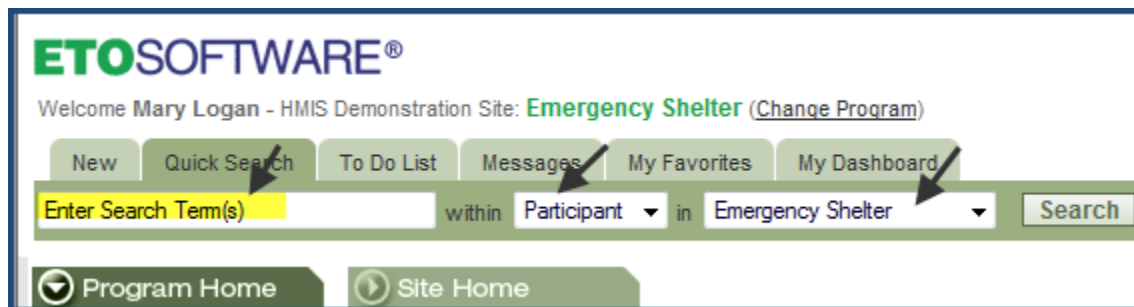 ETOSOFTWARE®
Welcome Mary Logan - HMIS Demonstration Site: Emergency Shelter (Change Program)
New Quick Search To Do List Messages My Favorites My Dashboard
Enter Search Term(s) within Participant in Emergency Shelter Search
Program Home Site Home